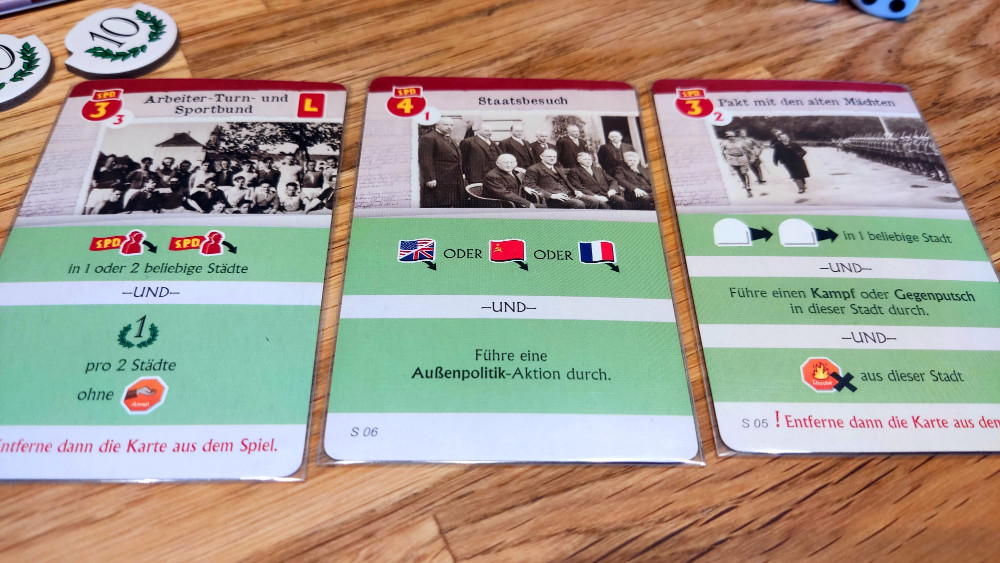 10
SPD
3
3
Arbeiter-Turn- und
Sportbund
L
SPD SPD
in 1 oder 2 beliebige Städte
–UND–
1
pro 2 Städte
ohne
Armut
ntferne dann die Karte aus dem Spiel.
SPD
4
1
Staatsbesuch
ODER ODER
–UND–
Führe eine
Außenpolitik-Aktion durch.
S 06
SPD
3
2
Pakt mit den alten Mächten
in 1 beliebige Stadt
–UND–
Führe einen Kampf oder Gegenputsch
in dieser Stadt durch.
–UND–
aus dieser Stadt
S 05 ! Entferne dann die Karte aus dem